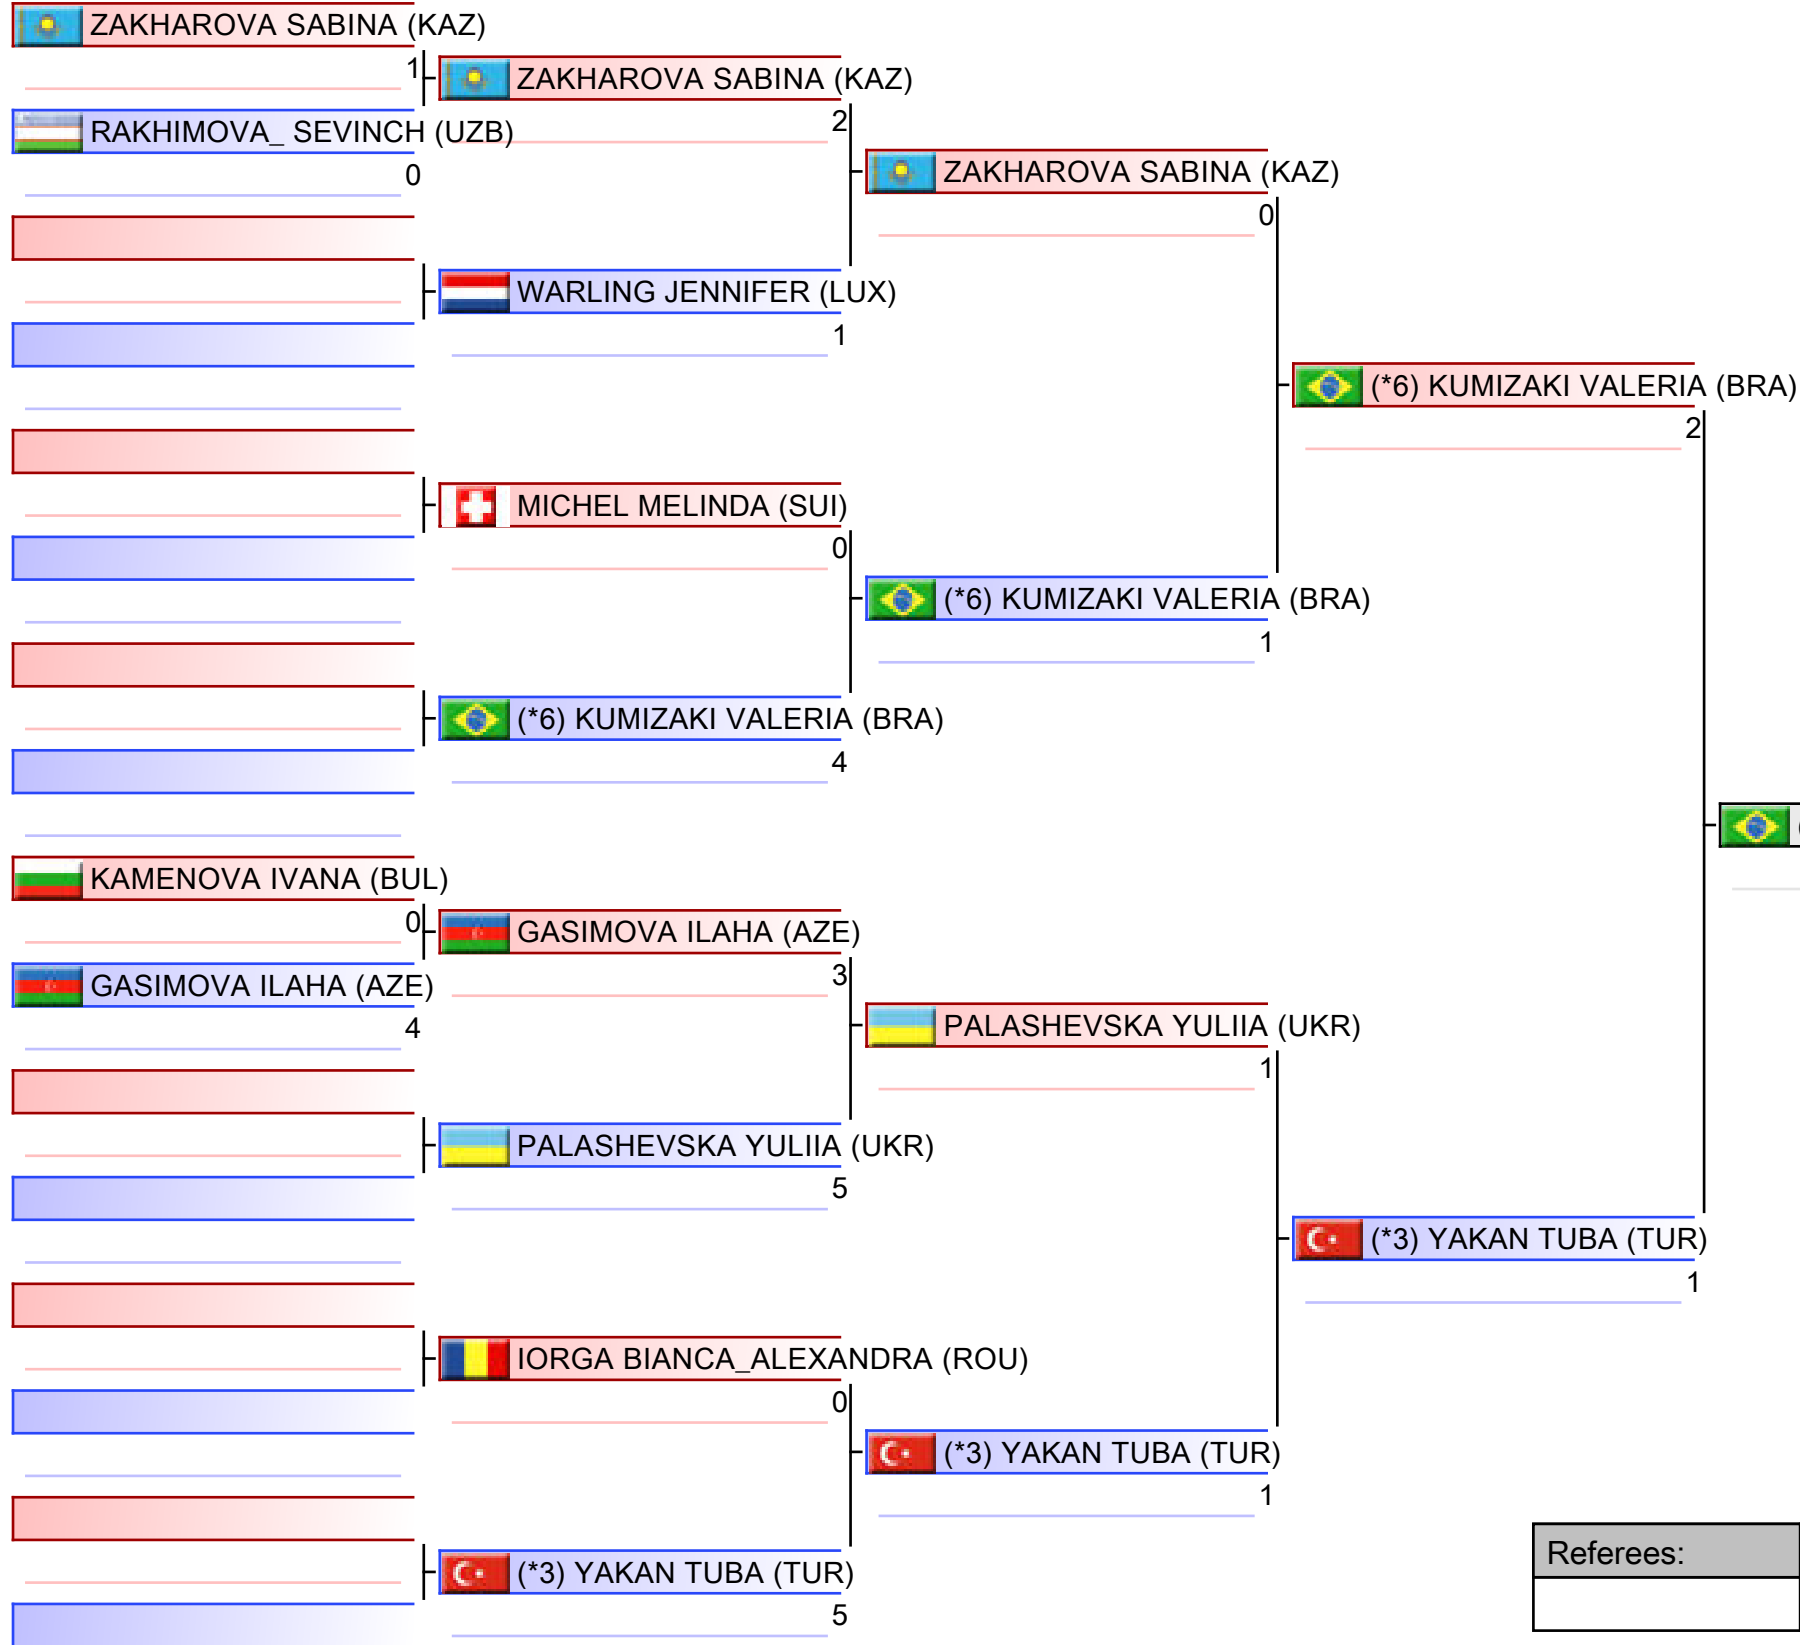 ZAKHAROVA SABINA (KAZ)
1
ZAKHAROVA SABINA (KAZ)
2
RAKHIMOVA_ SEVINCH (UZB)
0
ZAKHAROVA SABINA (KAZ)
0
WARLING JENNIFER (LUX)
1
(*6) KUMIZAKI VALERIA (BRA)
2
MICHEL MELINDA (SUI)
0
(*6) KUMIZAKI VALERIA (BRA)
1
(*6) KUMIZAKI VALERIA (BRA)
4
KAMENOVA IVANA (BUL)
0
GASIMOVA ILAHA (AZE)
3
GASIMOVA ILAHA (AZE)
4
PALASHEVSKA YULIIA (UKR)
1
PALASHEVSKA YULIIA (UKR)
5
(*3) YAKAN TUBA (TUR)
1
IORGA BIANCA_ALEXANDRA (ROU)
0
(*3) YAKAN TUBA (TUR)
1
(*3) YAKAN TUBA (TUR)
5
Referees: